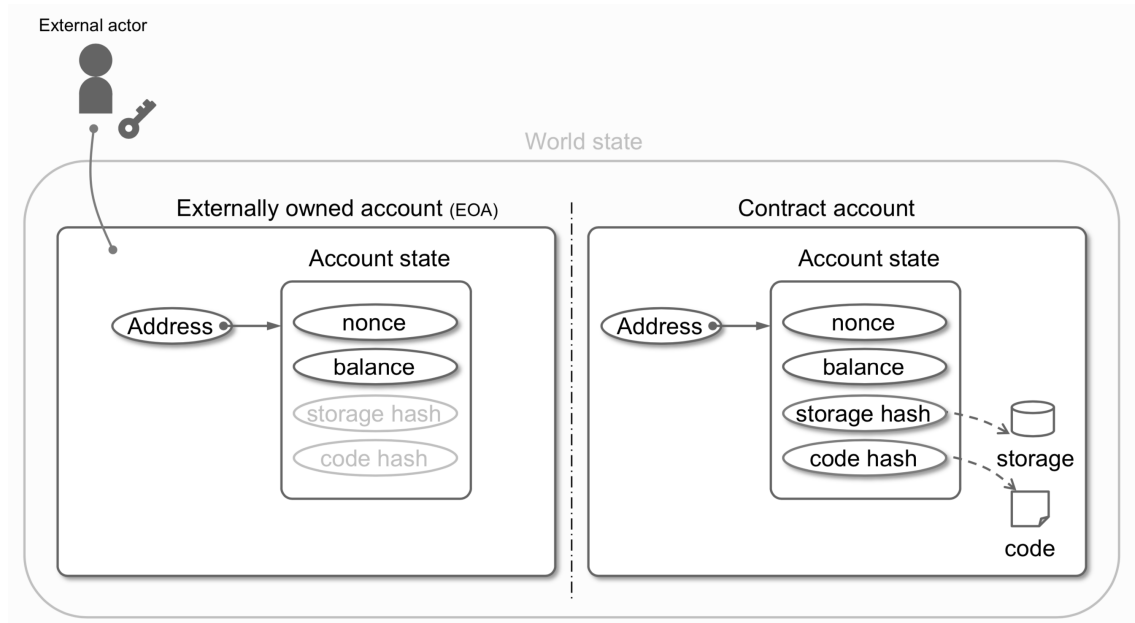 External actor
World state
Externally owned account (EOA)
Account state
Address
nonce
balance
storage hash
code hash
Contract account
Account state
Address
nonce
balance
storage hash
code hash
storage
code